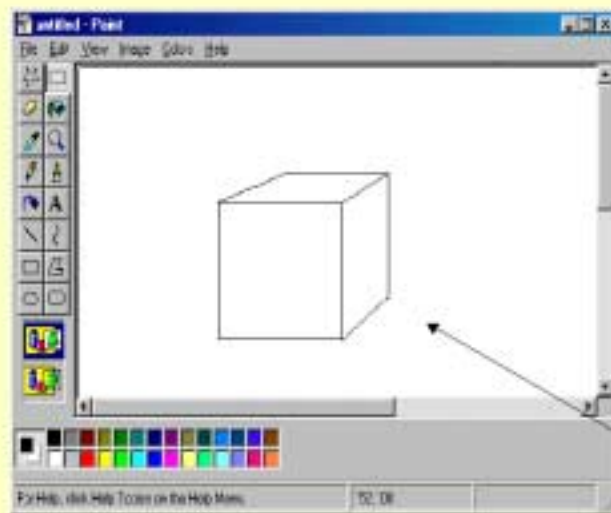 untitled - Paint
File Edit View Image Colors Help
A
For Help, click Help Topics on the Help Menu.